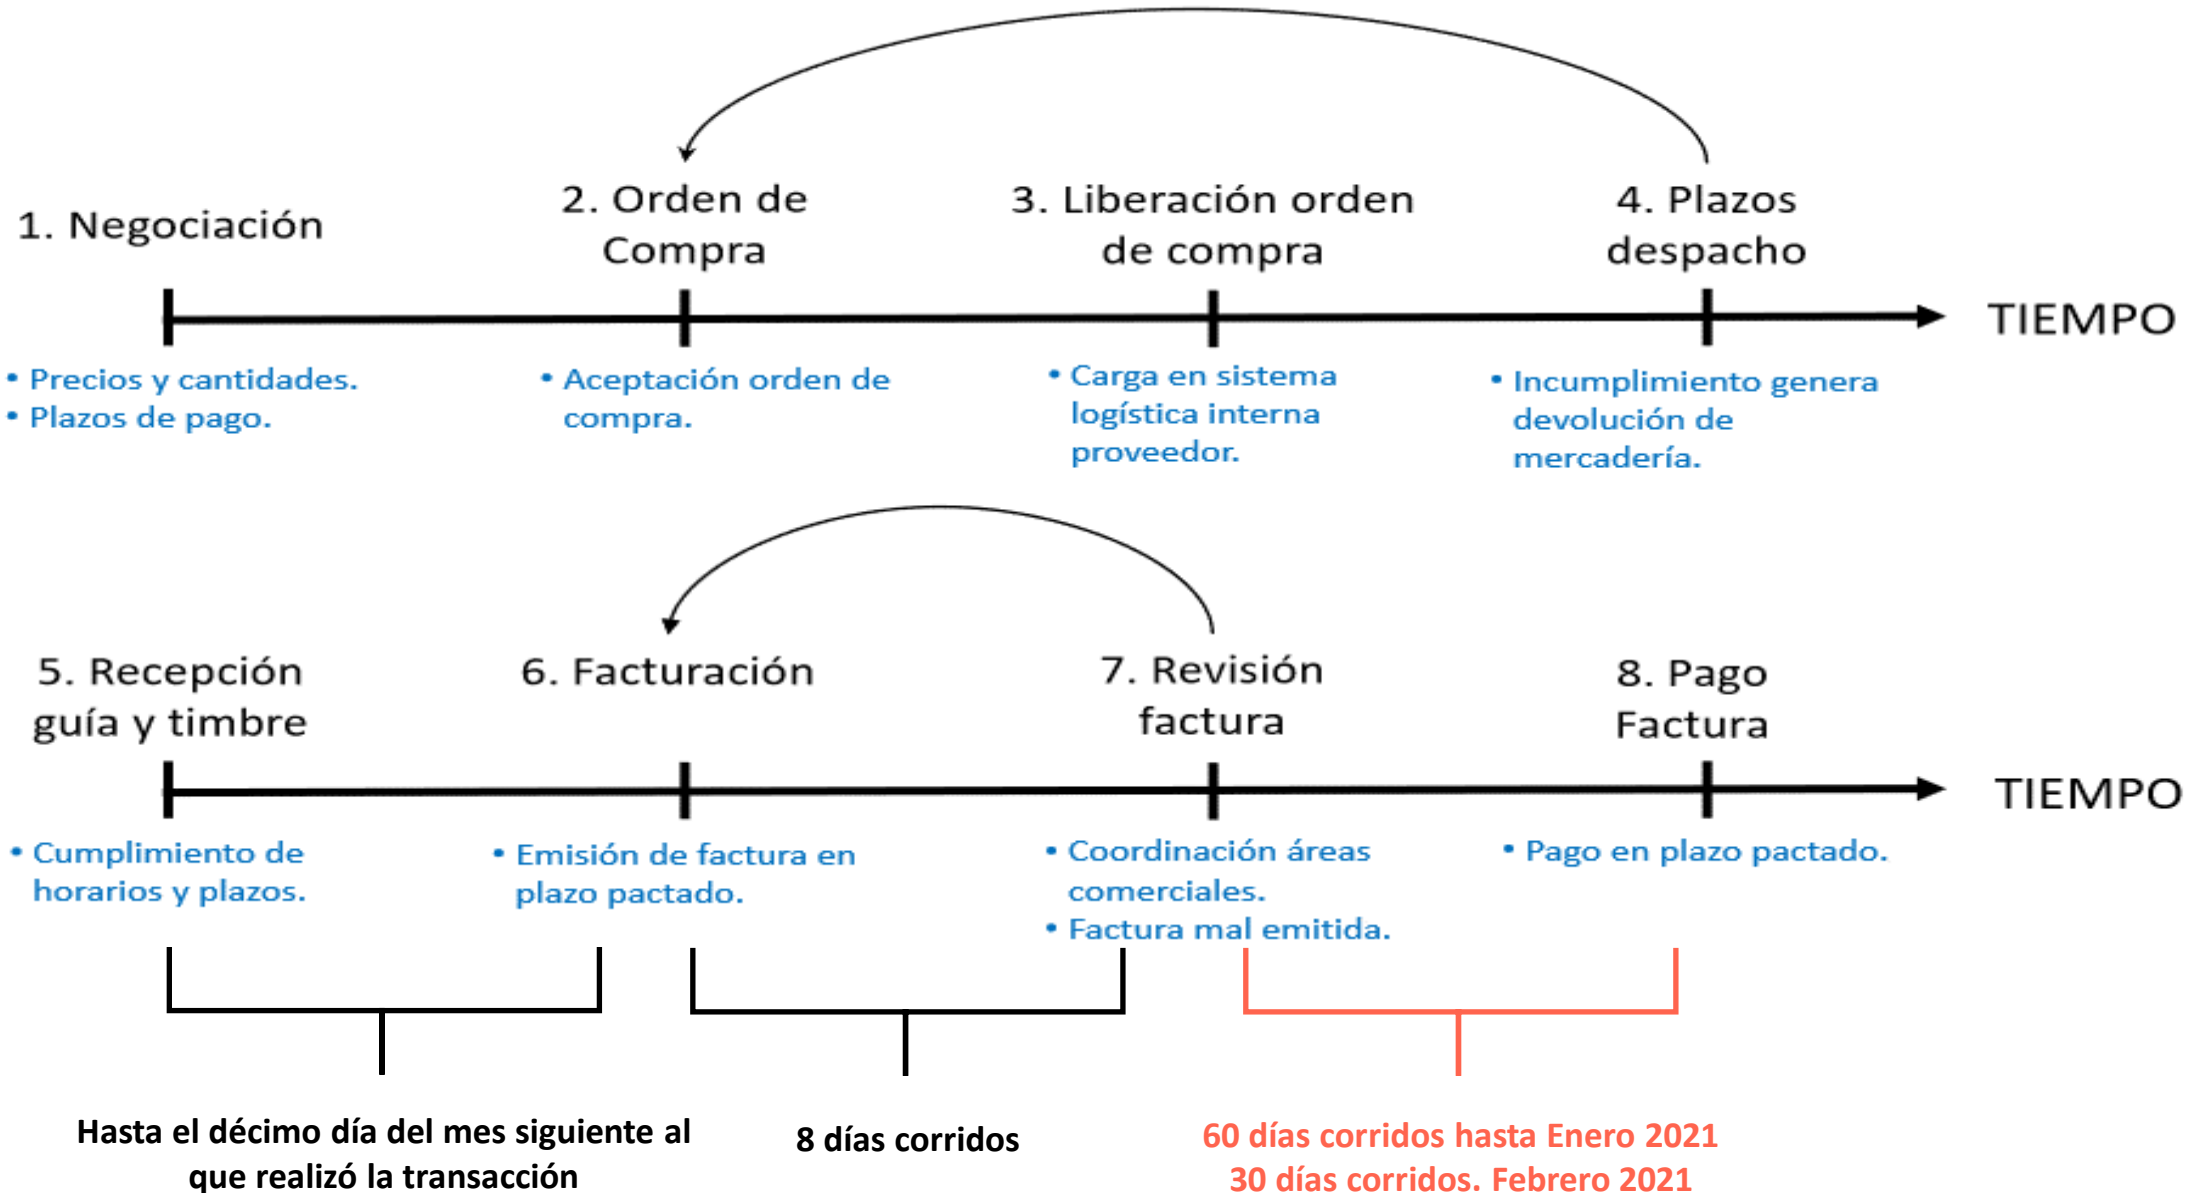 1. Negociación
2. Orden de
Compra
3. Liberación orden
de compra
4. Plazos
despacho
TIEMPO
• Precios y cantidades.
• Plazos de pago.
• Aceptación orden de
compra.
• Carga en sistema
logística interna
proveedor.
• Incumplimiento genera
devolución de
mercadería.
5. Recepción
guía y timbre
6. Facturación
7. Revisión
factura
8. Pago
Factura
TIEMPO
• Cumplimiento de
horarios y plazos.
• Emisión de factura en
plazo pactado.
• Coordinación áreas
comerciales.
• Factura mal emitida.
• Pago en plazo pactado.
Hasta el décimo día del mes siguiente al
que realizó la transacción
8 días corridos
60 días corridos hasta Enero 2021
30 días corridos. Febrero 2021